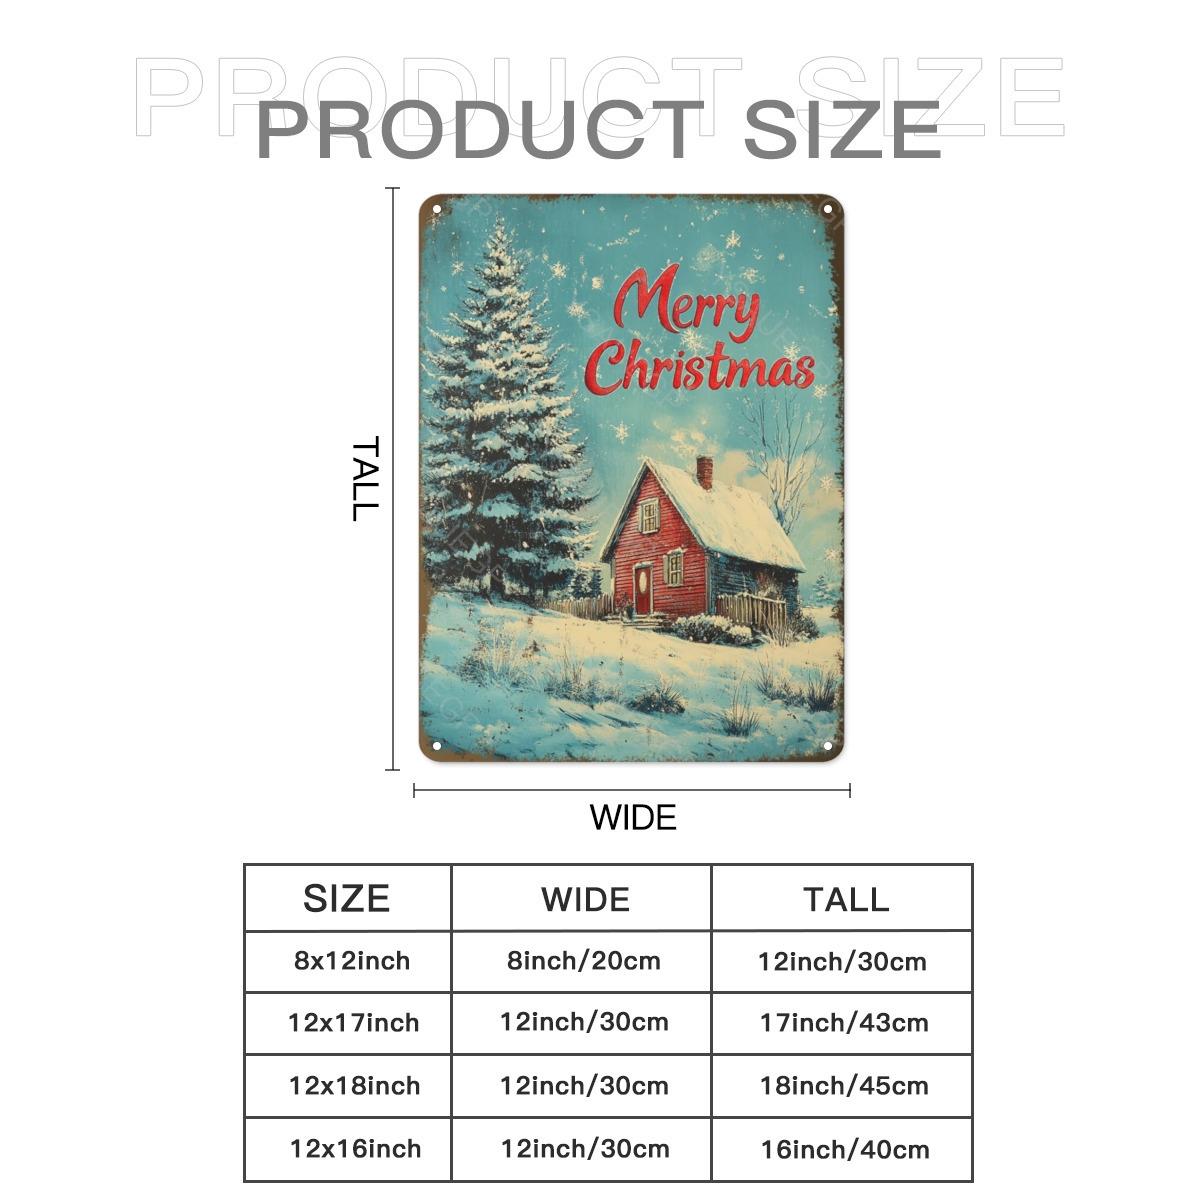 PRODUCT SIZE
PRODUCT SIZE
Merry
Christmas
TALL
WIDE
SIZE WIDE TALL
8x12inch 8inch/20cm 12inch/30cm
12x17inch 12inch/30cm 17inch/43cm
12x18inch 12inch/30cm 18inch/45cm
12x16inch 12inch/30cm 16inch/40cm